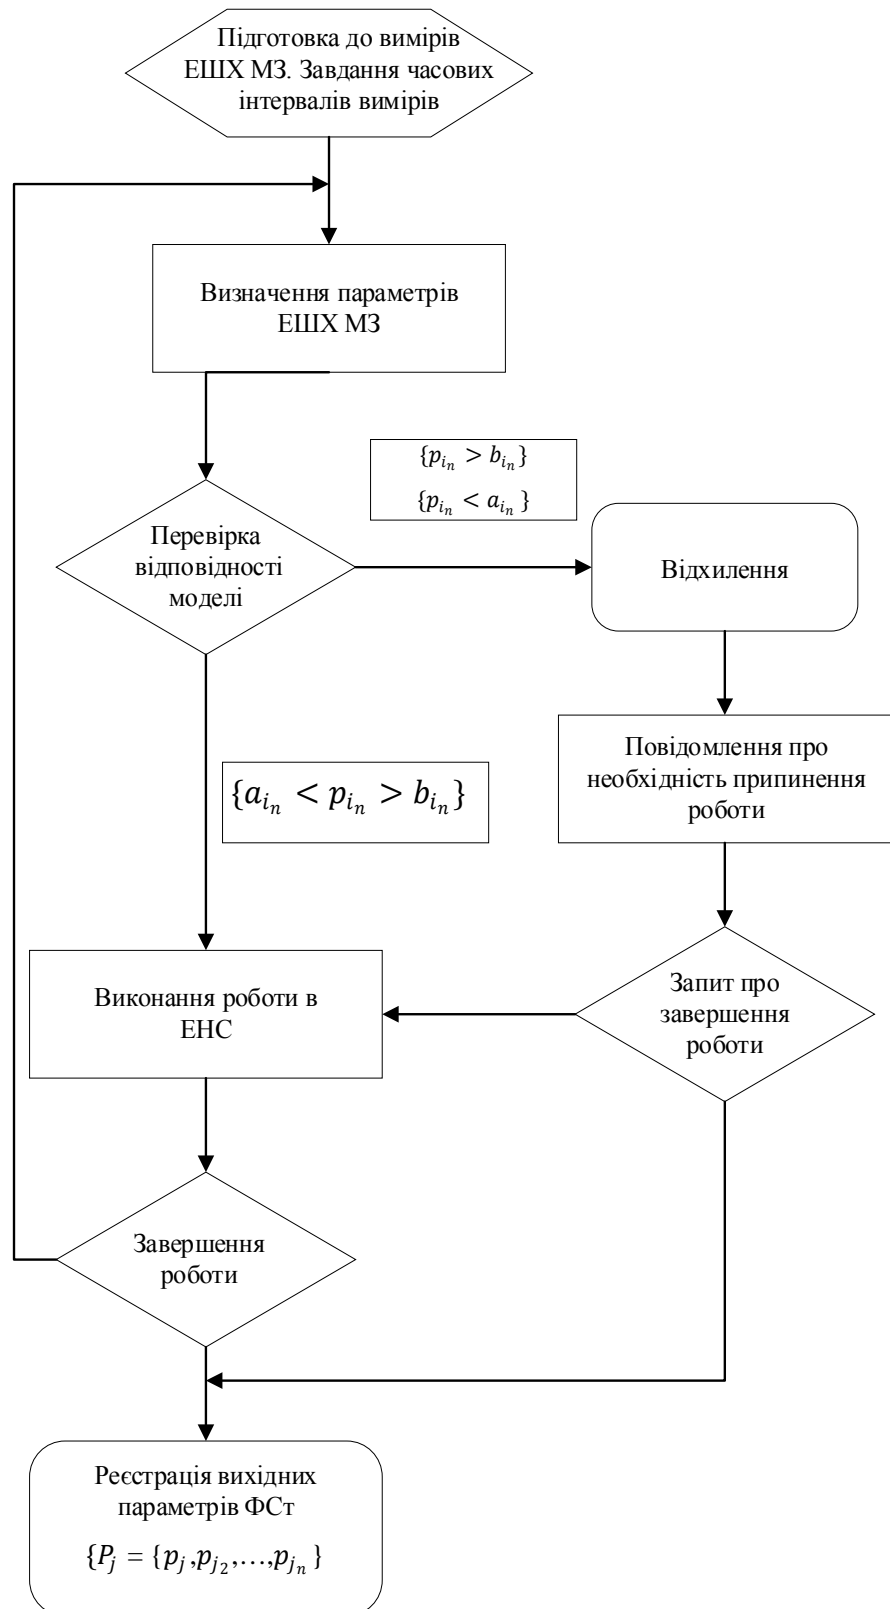 Підготовка до вимірів
ЕШХ МЗ. Завдання часових
інтервалів вимірів
Визначення параметрів
ЕШХ МЗ
{p_{i_n} > b_{i_n}}
{p_{i_n} < a_{i_n} }
Перевірка
відповідності
моделі
Відхилення
Повідомлення про
необхідність припинення
роботи
{a_{i_n} < p_{i_n} > b_{i_n}}
Виконання роботи в
ЕНС
Запит про
завершення
роботи
Завершення
роботи
Реєстрація вихідних
параметрів ФСт
{P_j = {p_j ,p_{j_2},…,p_{j_n} }